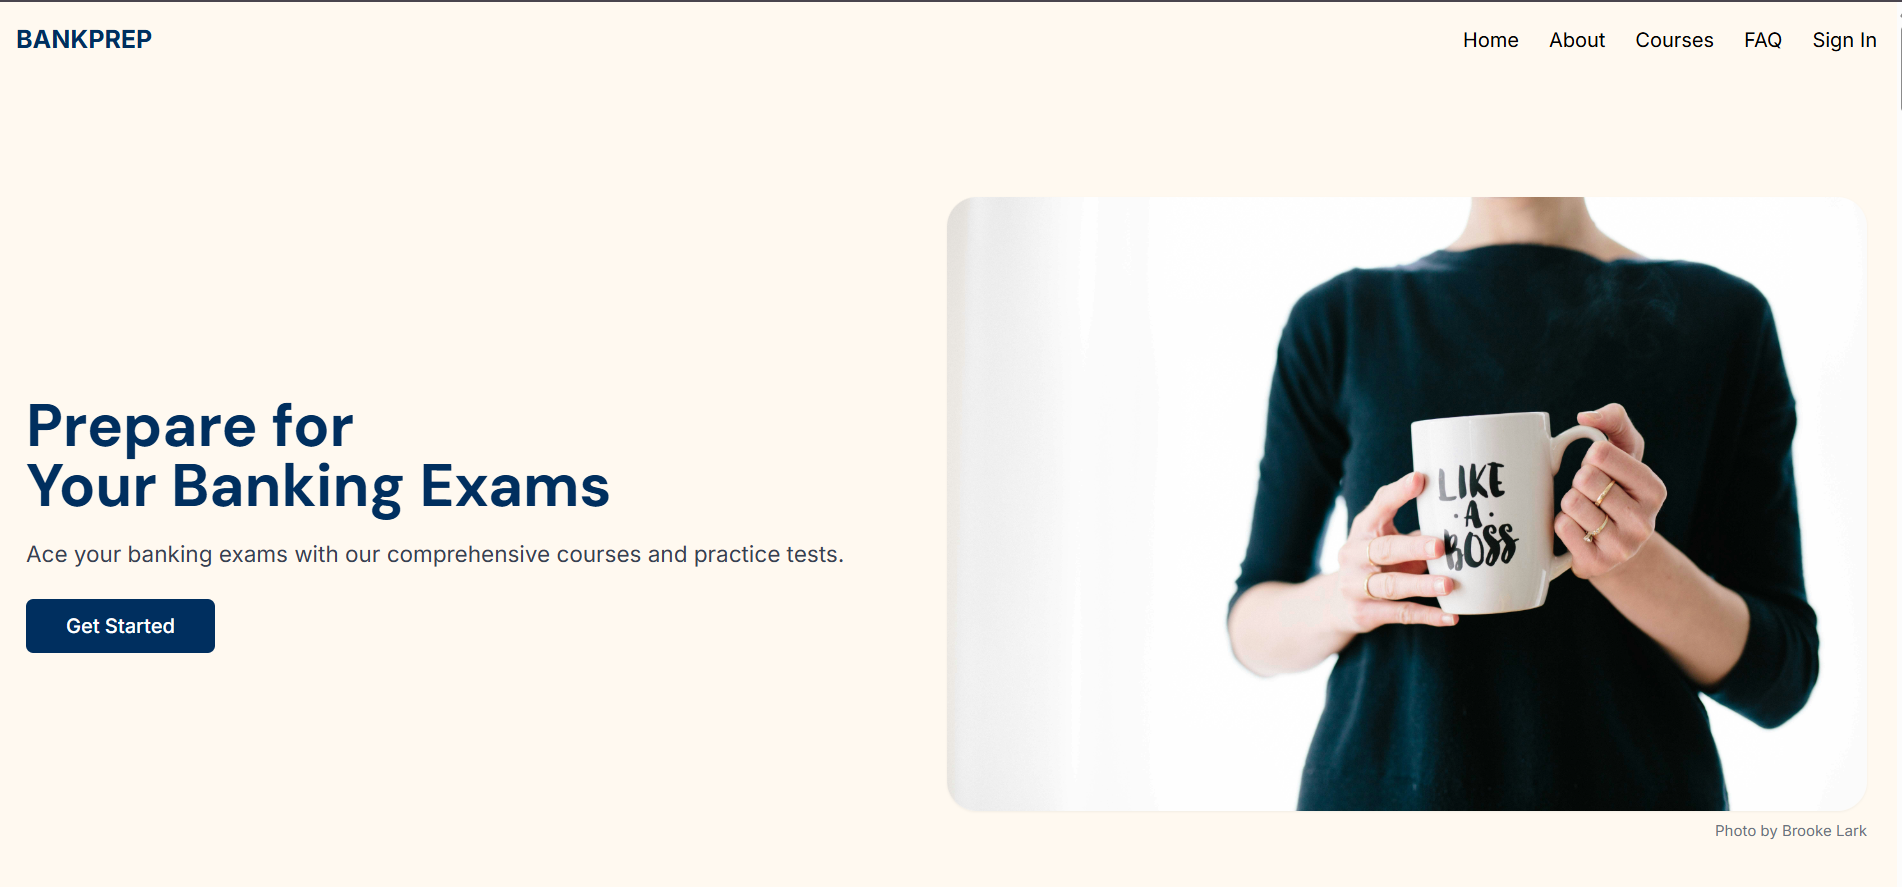 BANKPREP
Home About Courses FAQ Sign In
Prepare for
Your Banking Exams
Ace your banking exams with our comprehensive courses and practice tests.
Get Started
LIKE
·A·
BOSS
Photo by Brooke Lark